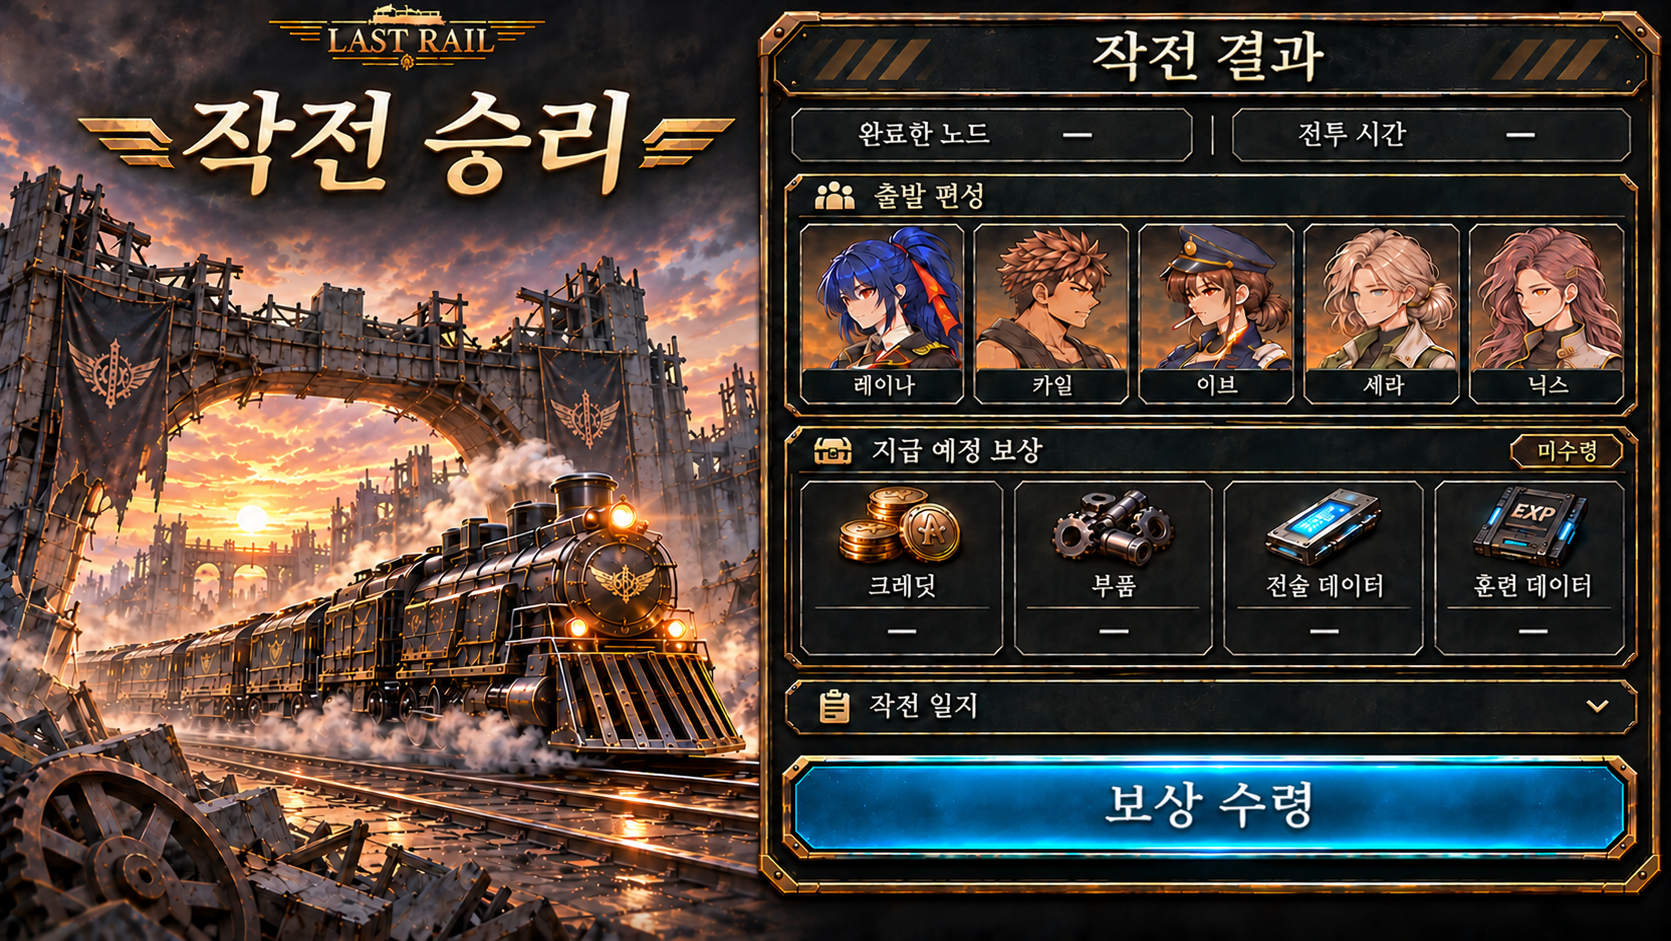 LAST RAIL
작전 승리
작전 결과
완료한 노드 —
전투 시간 —
출발 편성
레이나
카일
이브
세라
닉스
지급 예정 보상
미수령
크레딧
—
부품
—
전술 데이터
—
EXP
훈련 데이터
—
작전 일지
보상 수령